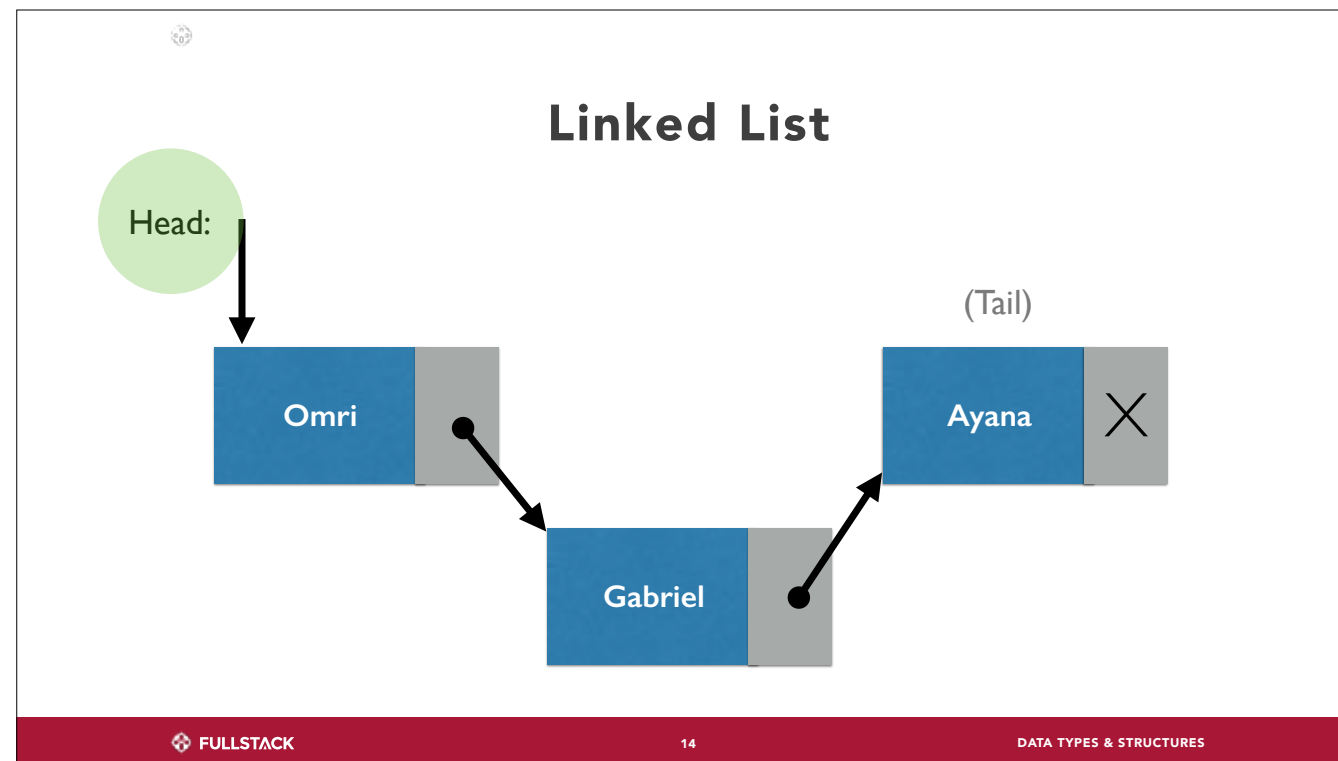 Linked List
Head:
(Tail)
Omri
Ayana
Gabriel
FULLSTACK
14
DATA TYPES & STRUCTURES